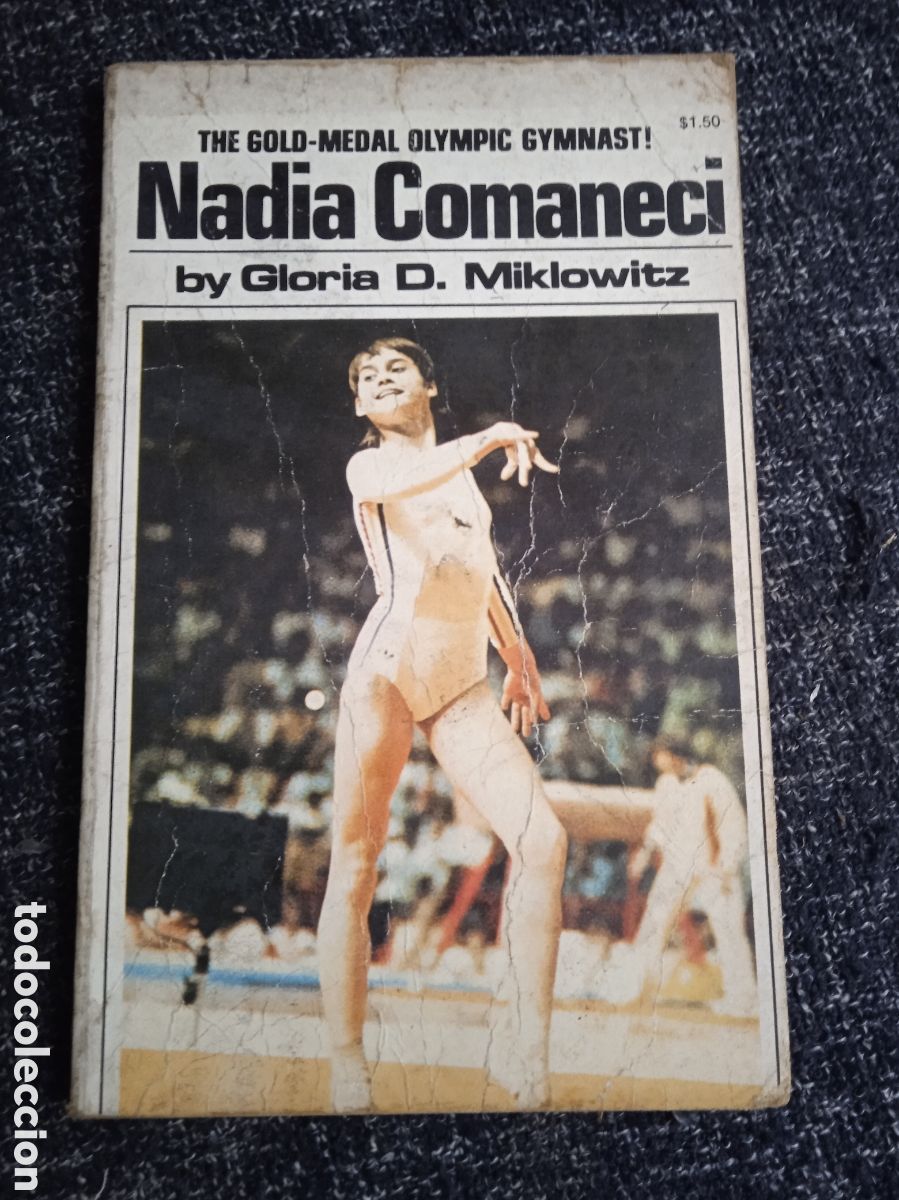 $1.50
THE GOLD-MEDAL OLYMPIC GYMNAST!
Nadia Comaneci
by Gloria D. Miklowitz
todocoleccion